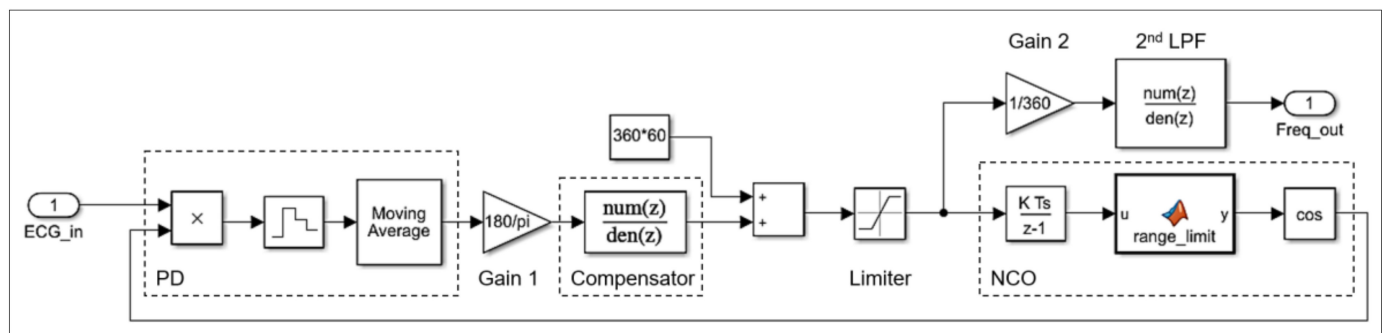 Gain 2
2nd LPF
1/360
num(z)
den(z)
1
Freq_out
360*60
1
ECG_in
×
Moving
Average
PD
180/pi
Gain 1
num(z)
den(z)
Compensator
+
+
Limiter
K Ts
z-1
u
y
range_limit
cos
NCO